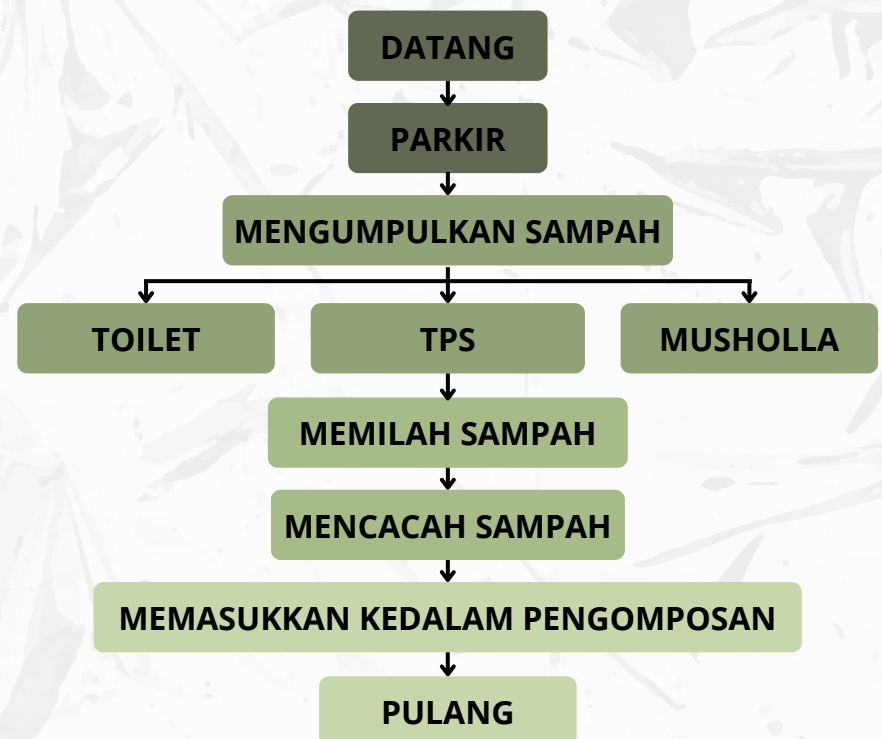 DATANG
PARKIR
MENGUMPULKAN SAMPAH
TOILET
TPS
MUSHOLLA
MEMILAH SAMPAH
MENCACAH SAMPAH
MEMASUKKAN KEDALAM PENGOMPOSAN
PULANG